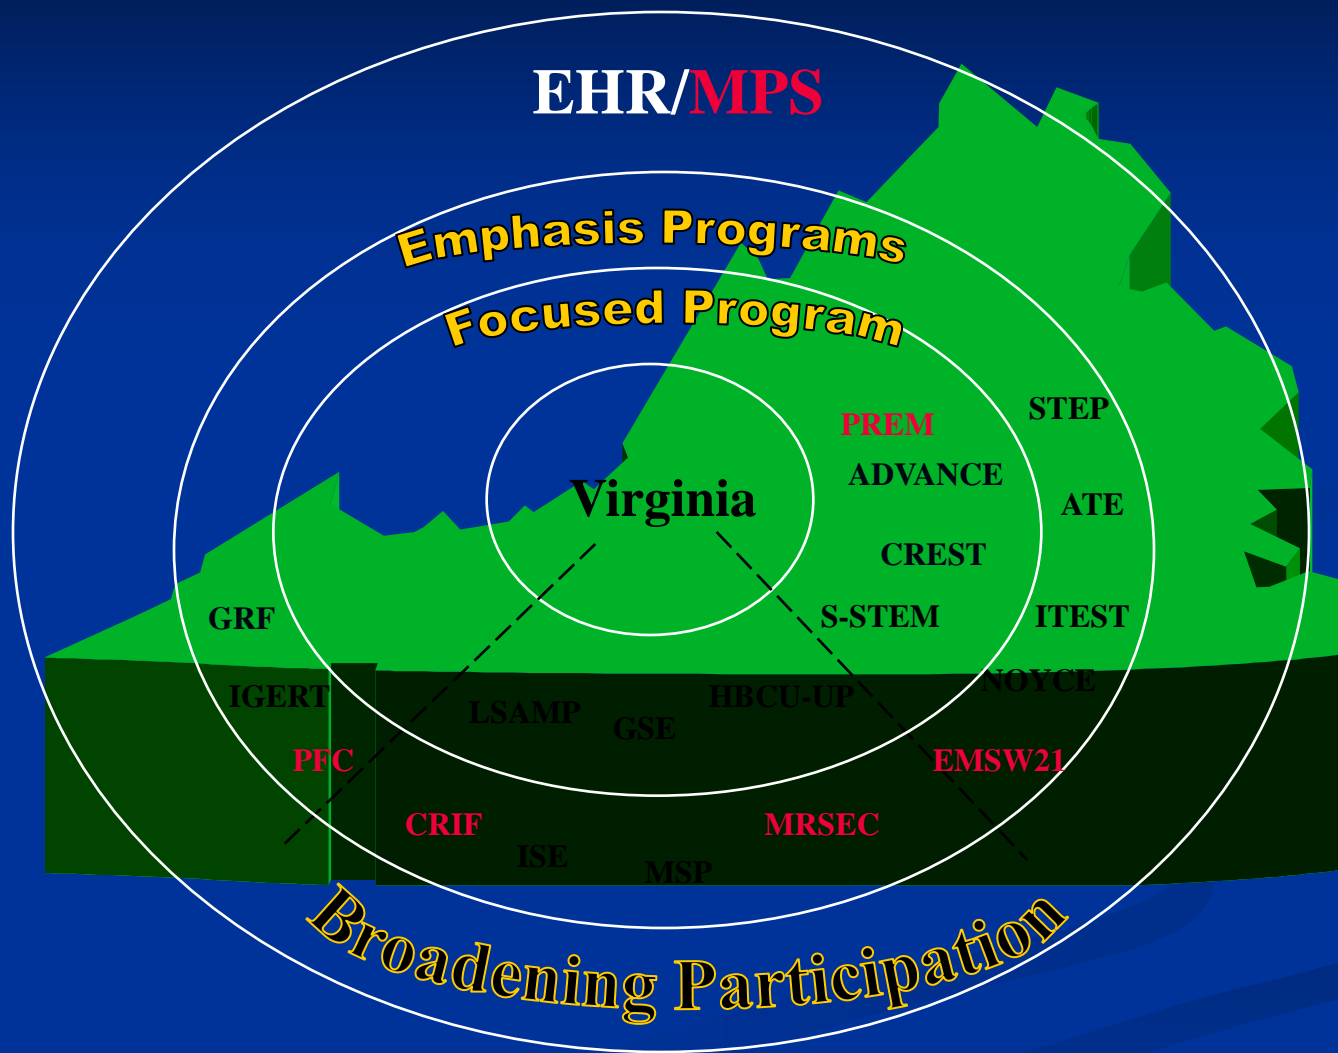 EHR/MPS
Emphasis Programs
Focused Program
STEP
PREM
ADVANCE
Virginia
ATE
CREST
GRF
S-STEM
ITEST
NOYCE
IGERT
HBCU-UP
LSAMP
GSE
PFC
EMSW21
CRIF
MRSEC
ISE
MSP
Broadening Participation